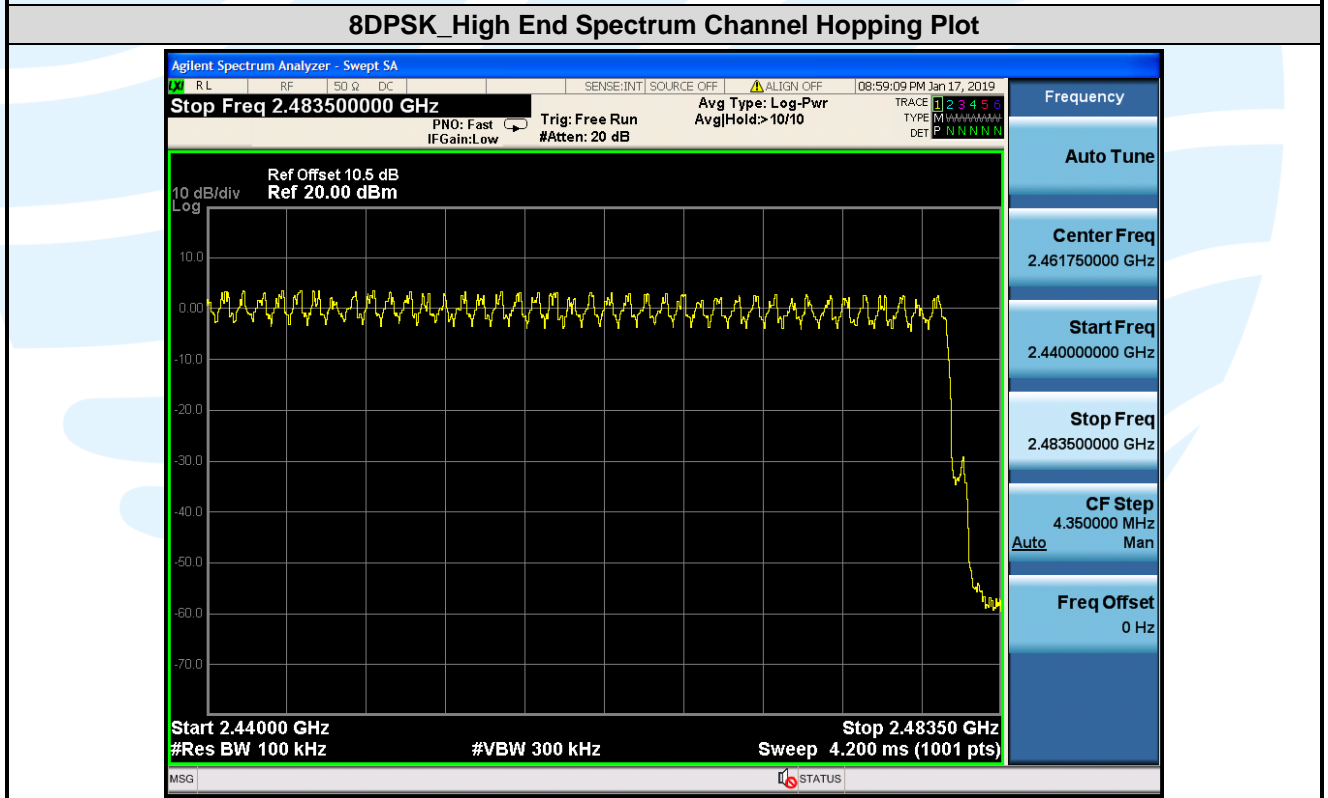 8DPSK_High End Spectrum Channel Hopping Plot
Agilent Spectrum Analyzer - Swept SA
LXI RL RF 50 Ω DC SENSE:INT SOURCE OFF ALIGN OFF 08:59:09 PM Jan 17, 2019
Stop Freq 2.483500000 GHz
PNO: Fast
IFGain:Low
Trig: Free Run
#Atten: 20 dB
Avg Type: Log-Pwr
Avg|Hold:>10/10
TRACE 1 2 3 4 5 6
TYPE M
DET P N N N N N
Ref Offset 10.5 dB
10 dB/div Ref 20.00 dBm
Log
10.0
0.00
-10.0
-20.0
-30.0
-40.0
-50.0
-60.0
-70.0
Start 2.44000 GHz Stop 2.48350 GHz
#Res BW 100 kHz #VBW 300 kHz Sweep 4.200 ms (1001 pts)
MSG STATUS
Frequency
Auto Tune
Center Freq
2.461750000 GHz
Start Freq
2.440000000 GHz
Stop Freq
2.483500000 GHz
CF Step
4.350000 MHz
Auto Man
Freq Offset
0 Hz